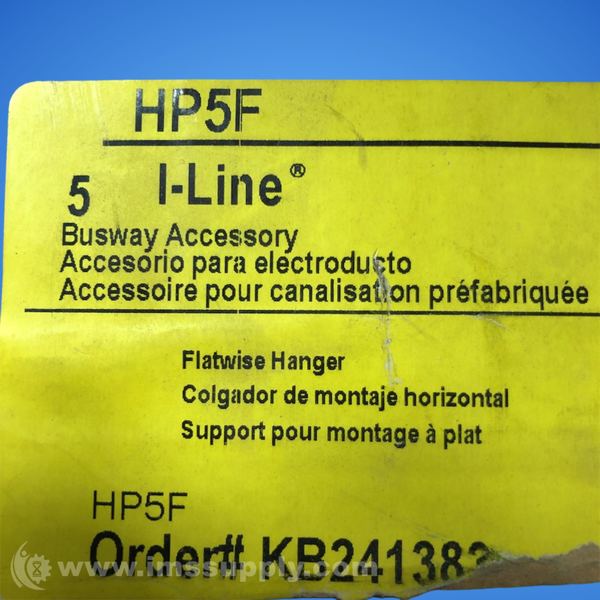 HP5F
5 I-Line®
Busway Accessory
Accesorio para electroducto
Accessoire pour canalisation préfabriquée
Flatwise Hanger
Colgador de montaje horizontal
Support pour montage à plat
HP5F
Order# KB241383
www.imssupply.com